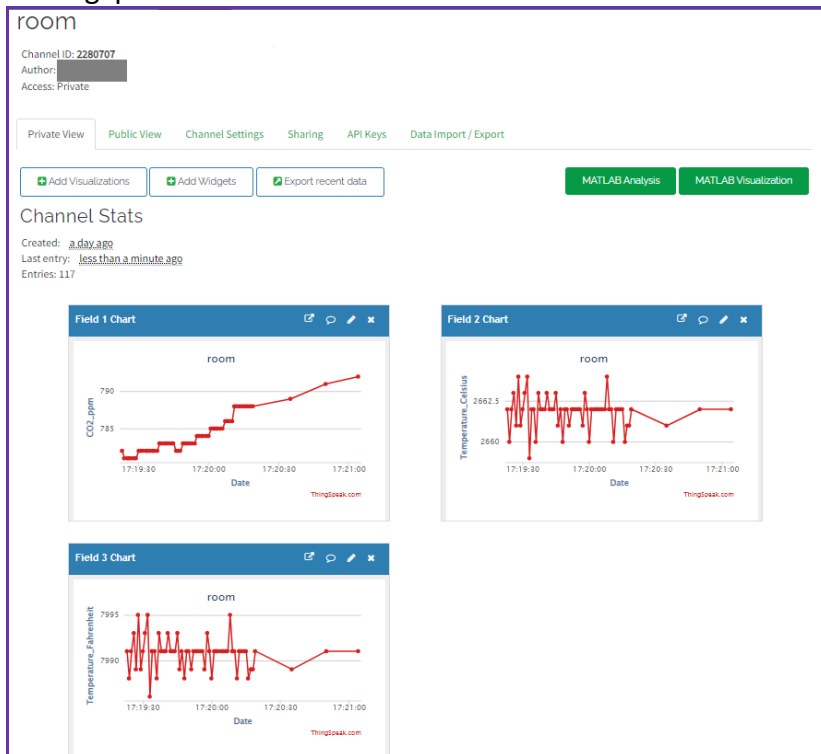 room
Channel ID: 2280707
Author:
Access: Private
Private View Public View Channel Settings Sharing API Keys Data Import / Export
Add Visualizations Add Widgets Export recent data MATLAB Analysis MATLAB Visualization
Channel Stats
Created: a day ago
Last entry: less than a minute ago
Entries: 117
Field 1 Chart
room
CO2_ppm
790
785
17:19:30 17:20:00 17:20:30 17:21:00
Date
ThingSpeak.com
Field 2 Chart
room
Temperature_Celsius
2662.5
2660
17:19:30 17:20:00 17:20:30 17:21:00
Date
ThingSpeak.com
Field 3 Chart
room
Temperature_Fahrenheit
7995
7990
17:19:30 17:20:00 17:20:30 17:21:00
Date
ThingSpeak.com